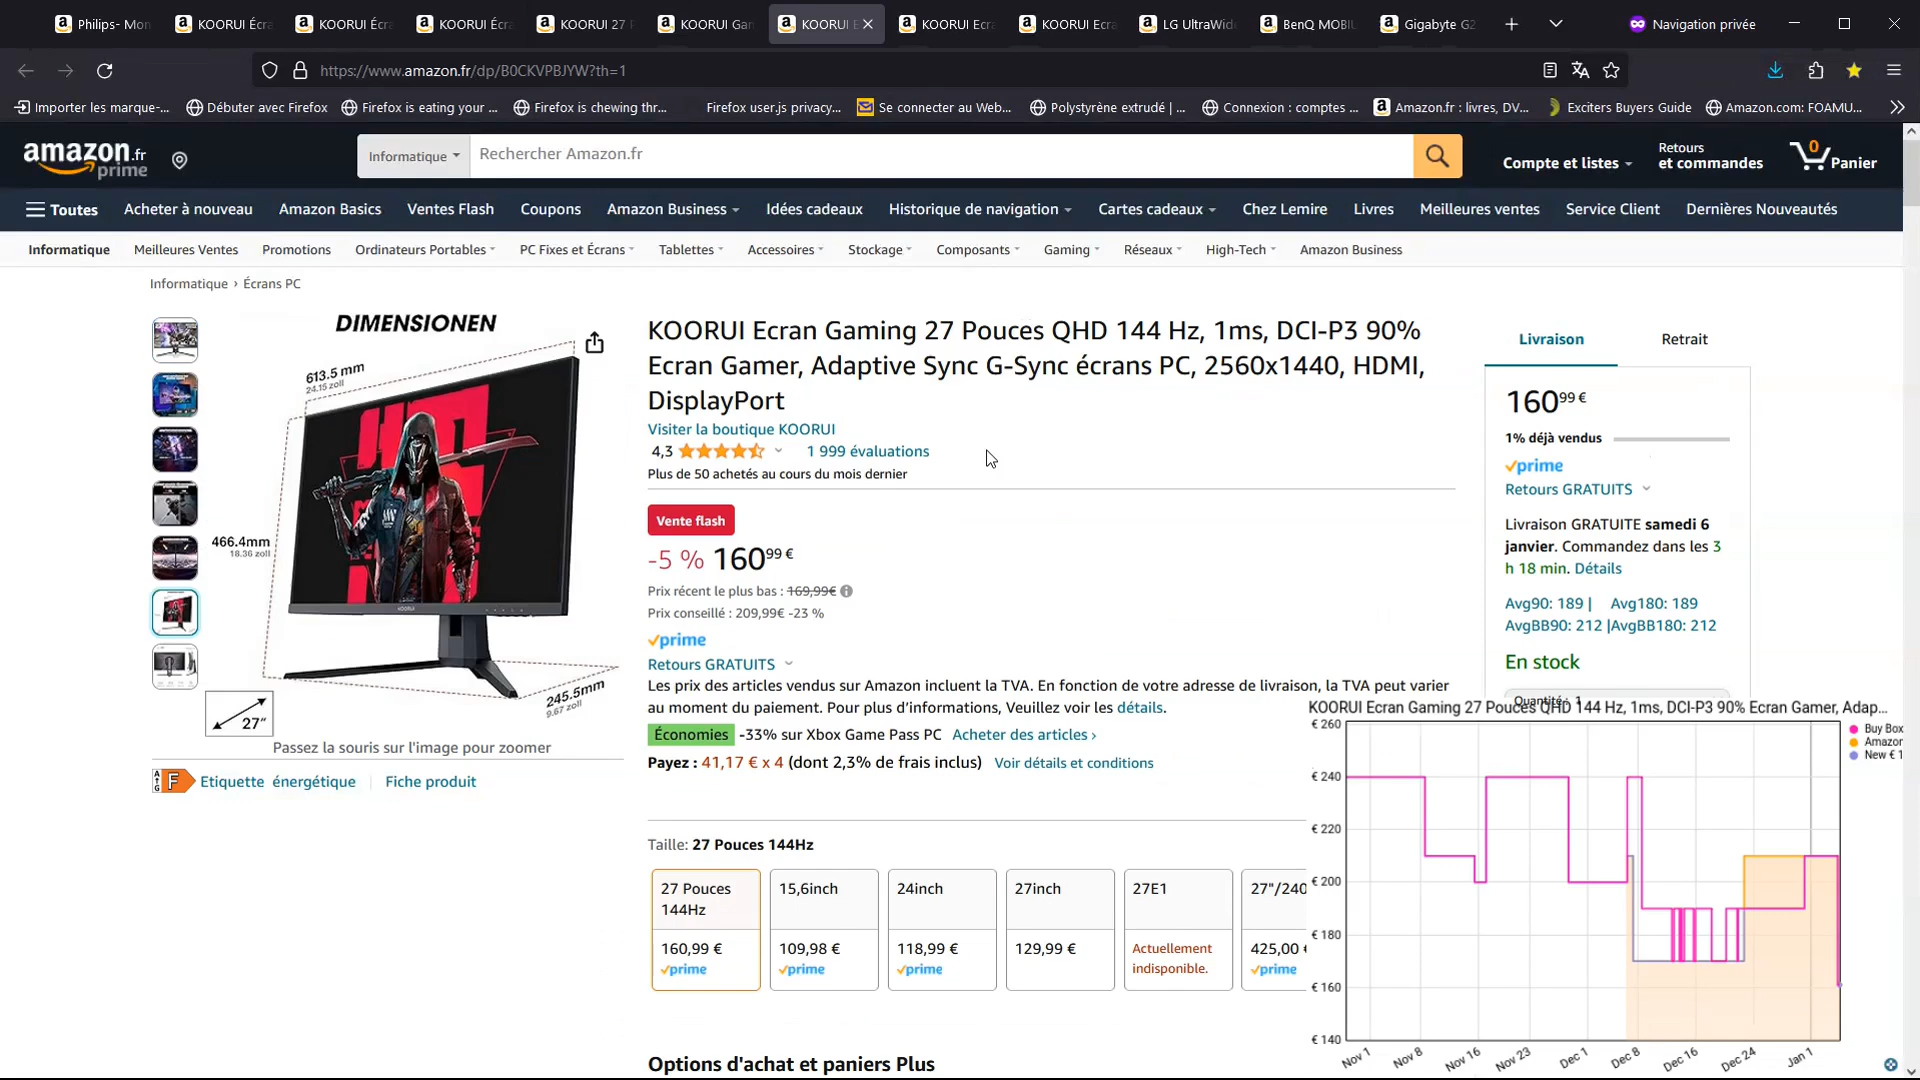 Philips- Mon
KOORUI Écra
KOORUI Écra
KOORUI Écra
KOORUI 27 P
KOORUI Gan
KOORUI E
KOORUI Ecra
KOORUI Ecra
LG UltraWide
BenQ MOBIU
Gigabyte G2
Navigation privée
https://www.amazon.fr/dp/B0CKVPBJYW?th=1
Importer les marque-...
Débuter avec Firefox
Firefox is eating your ...
Firefox is chewing thr...
Firefox user.js privacy...
Se connecter au Web...
Polystyrène extrudé | ...
Connexion : comptes ...
Amazon.fr : livres, DV...
Exciters Buyers Guide
Amazon.com: FOAMU...
amazon.fr
prime
Informatique
Rechercher Amazon.fr
Compte et listes
Retours
et commandes
0
Panier
Toutes
Acheter à nouveau
Amazon Basics
Ventes Flash
Coupons
Amazon Business
Idées cadeaux
Historique de navigation
Cartes cadeaux
Chez Lemire
Livres
Meilleures ventes
Service Client
Dernières Nouveautés
Informatique
Meilleures Ventes
Promotions
Ordinateurs Portables
PC Fixes et Écrans
Tablettes
Accessoires
Stockage
Composants
Gaming
Réseaux
High-Tech
Amazon Business
Informatique › Écrans PC
DIMENSIONEN
613.5 mm
24.15 zoll
466.4mm
18.36 zoll
KOORUI
245.5mm
9.67 zoll
27"
Passez la souris sur l'image pour zoomer
A
G
F
Etiquette énergétique
Fiche produit
KOORUI Ecran Gaming 27 Pouces QHD 144 Hz, 1ms, DCI-P3 90%
Ecran Gamer, Adaptive Sync G-Sync écrans PC, 2560x1440, HDMI,
DisplayPort
Visiter la boutique KOORUI
4,3
1 999 évaluations
Plus de 50 achetés au cours du mois dernier
Vente flash
-5 % 160,99 €
Prix récent le plus bas : 169,99€
Prix conseillé : 209,99€ -23 %
prime
Retours GRATUITS
Les prix des articles vendus sur Amazon incluent la TVA. En fonction de votre adresse de livraison, la TVA peut varier
au moment du paiement. Pour plus d'informations, Veuillez voir les détails.
Économies -33% sur Xbox Game Pass PC Acheter des articles ›
Payez : 41,17 € x 4 (dont 2,3% de frais inclus) Voir détails et conditions
Taille: 27 Pouces 144Hz
27 Pouces
144Hz
160,99 €
prime
15,6inch
109,98 €
prime
24inch
118,99 €
prime
27inch
129,99 €
27E1
Actuellement
indisponible.
27"/240
425,00 €
prime
Options d'achat et paniers Plus
Livraison
Retrait
160,99 €
1% déjà vendus
prime
Retours GRATUITS
Livraison GRATUITE samedi 6
janvier. Commandez dans les 3
h 18 min. Détails
Avg90: 189 | Avg180: 189
AvgBB90: 212 |AvgBB180: 212
En stock
Quantité : 1
KOORUI Ecran Gaming 27 Pouces QHD 144 Hz, 1ms, DCI-P3 90% Ecran Gamer, Adap...
€ 260
€ 240
€ 220
€ 200
€ 180
€ 160
€ 140
Nov 1
Nov 8
Nov 16
Nov 23
Dec 1
Dec 8
Dec 16
Dec 24
Jan 1
Buy Box
Amazon
New € 1